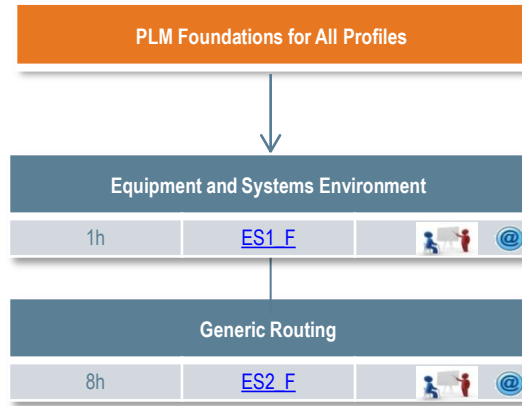 PLM Foundations for All Profiles
Equipment and Systems Environment
1h ES1_F @
Generic Routing
8h ES2_F @